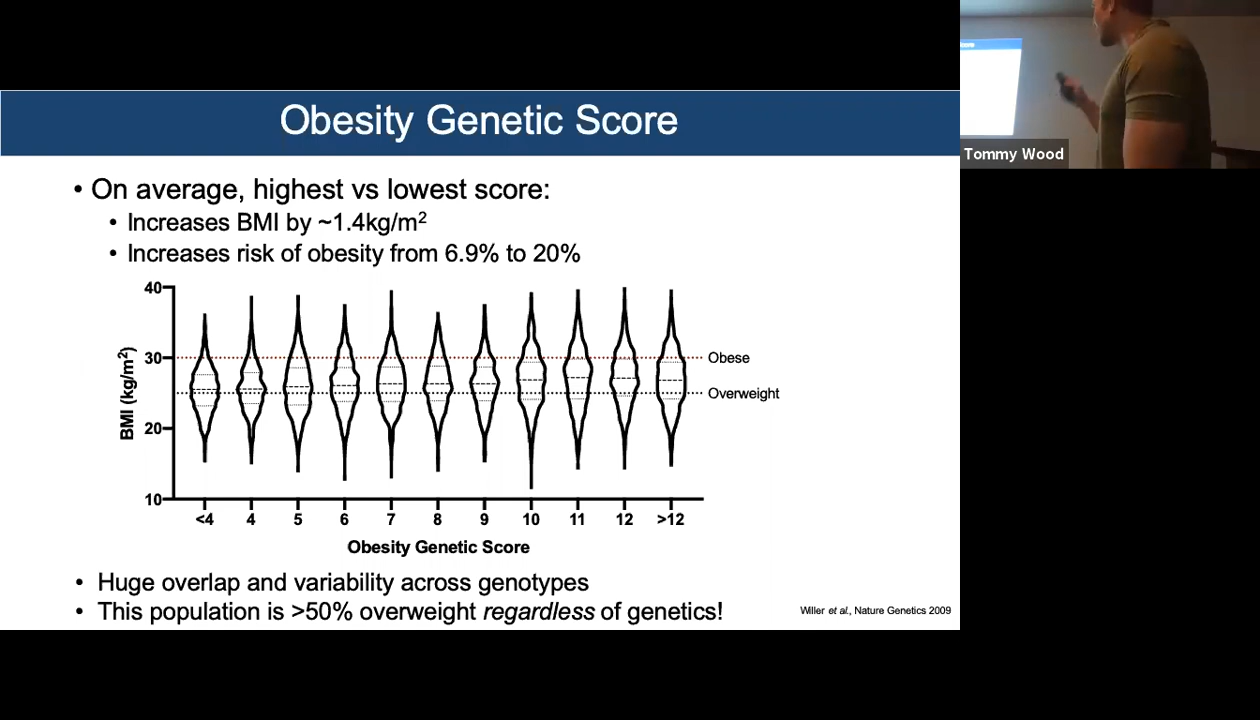 Obesity Genetic Score
• On average, highest vs lowest score:
• Increases BMI by ~1.4kg/m²
• Increases risk of obesity from 6.9% to 20%
40
30
20
10
BMI (kg/m²)
Obese
Overweight
<4 4 5 6 7 8 9 10 11 12 >12
Obesity Genetic Score
• Huge overlap and variability across genotypes
• This population is >50% overweight regardless of genetics!
Willer et al., Nature Genetics 2009
Tommy Wood